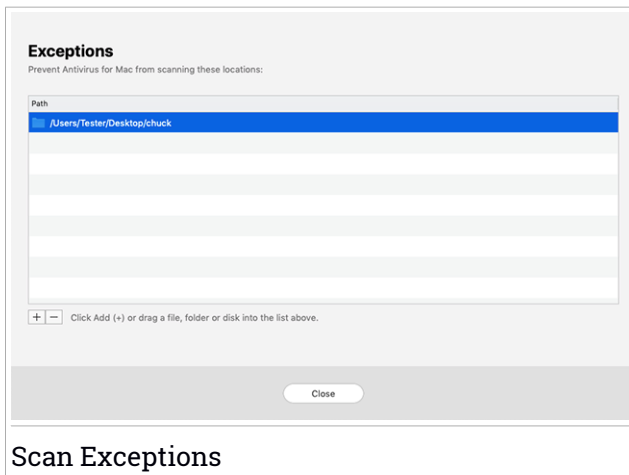 Exceptions
Prevent Antivirus for Mac from scanning these locations:
Path
/Users/Tester/Desktop/chuck
+ − Click Add (+) or drag a file, folder or disk into the list above.
Close
Scan Exceptions